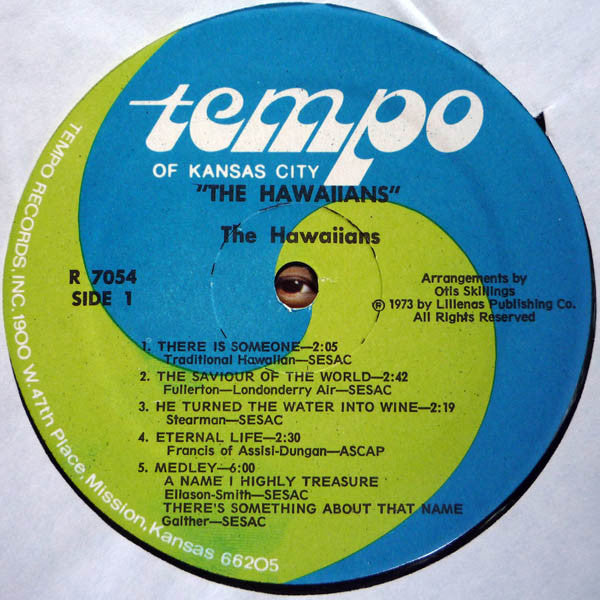 tempo
OF KANSAS CITY
"THE HAWAIIANS"
The Hawaiians
R 7054
SIDE 1
Arrangements by
Otis Skillings
℗ 1973 by Lillenas Publishing Co.
All Rights Reserved
1. THERE IS SOMEONE—2:05
Traditional Hawaiian—SESAC
2. THE SAVIOUR OF THE WORLD—2:42
Fullerton—Londonderry Air—SESAC
3. HE TURNED THE WATER INTO WINE—2:19
Stearman—SESAC
4. ETERNAL LIFE—2:30
Francis of Assisi-Dungan—ASCAP
5. MEDLEY—6:00
A NAME I HIGHLY TREASURE
Eliason-Smith—SESAC
THERE'S SOMETHING ABOUT THAT NAME
Gaither—SESAC
TEMPO RECORDS, INC. 1900 W. 47th Place, Mission, Kansas 66205